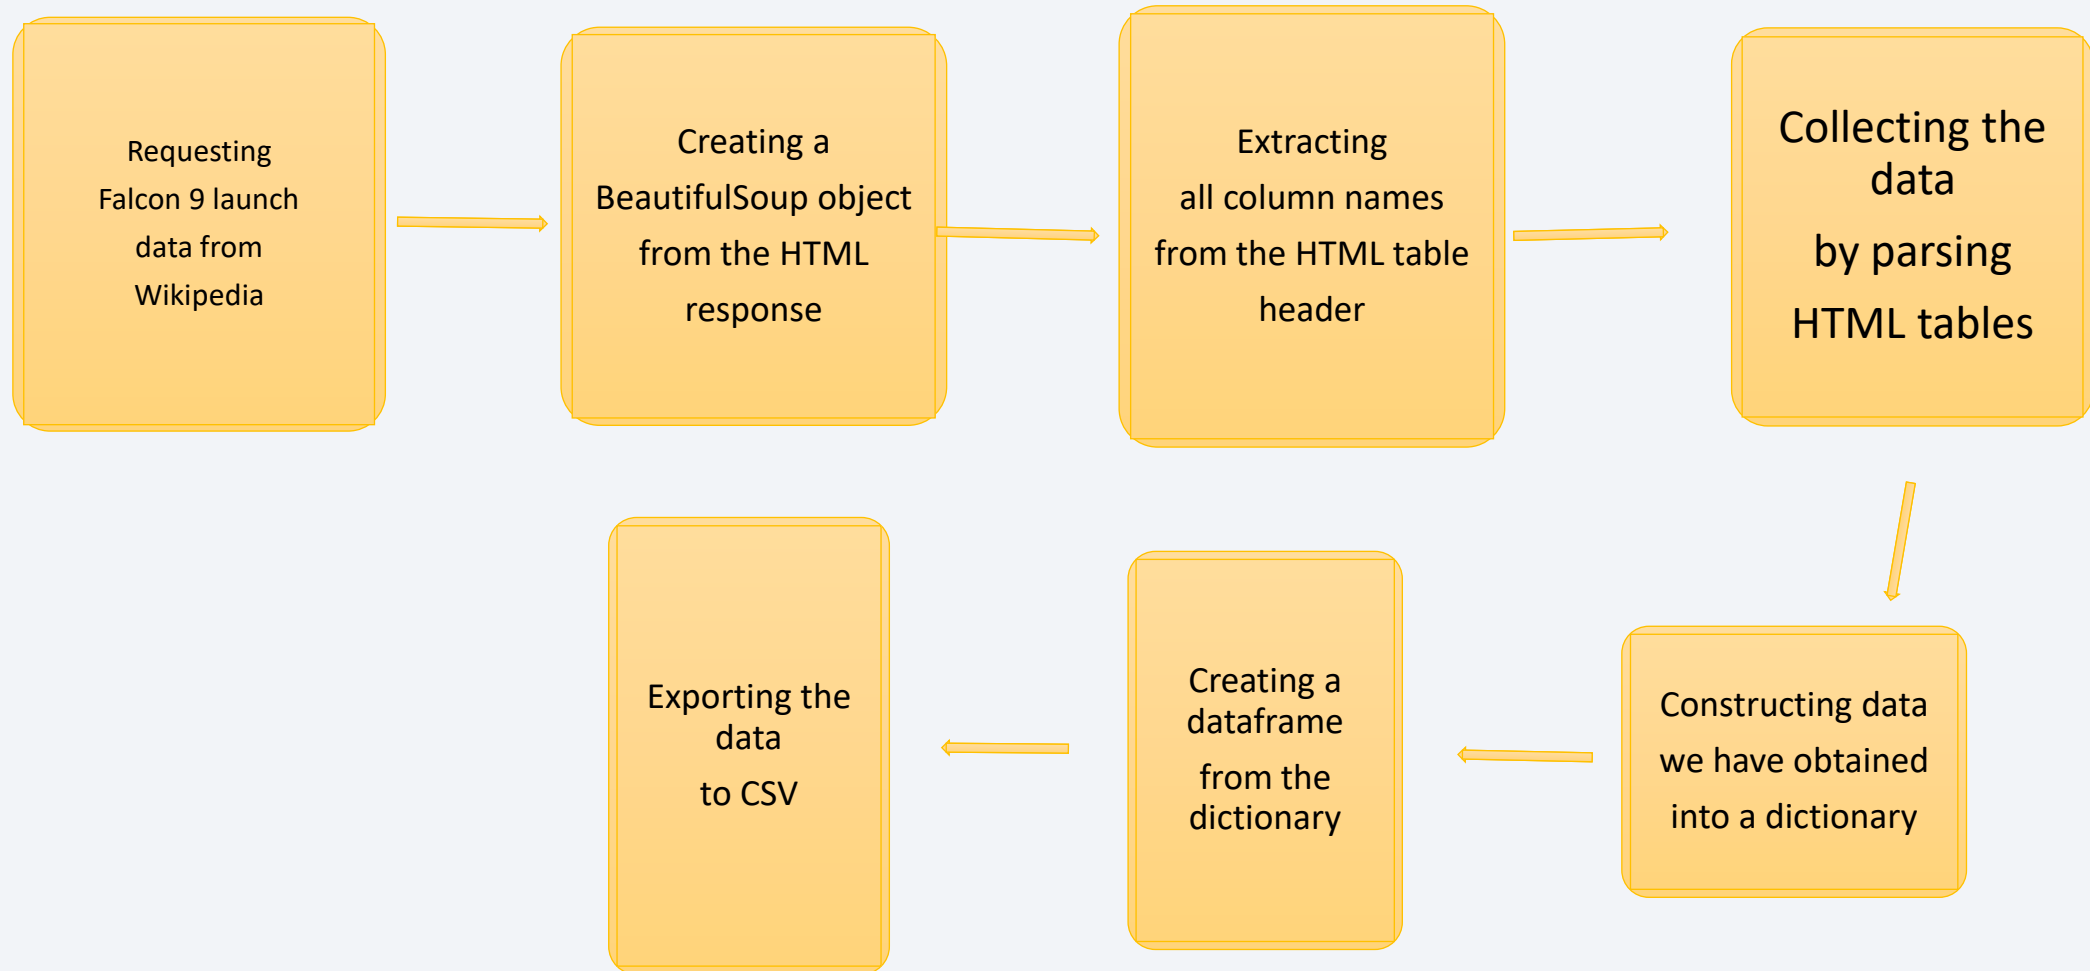 Requesting
Falcon 9 launch
data from
Wikipedia
Creating a
BeautifulSoup object
from the HTML
response
Extracting
all column names
from the HTML table
header
Collecting the
data
by parsing
HTML tables
Constructing data
we have obtained
into a dictionary
Creating a
dataframe
from the
dictionary
Exporting the
data
to CSV